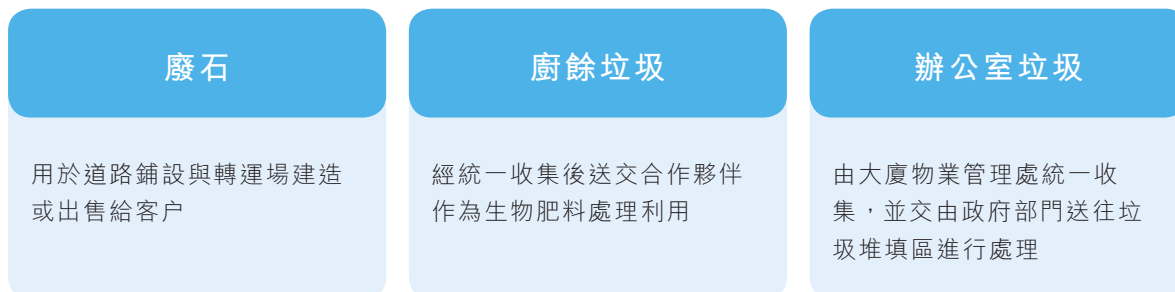 廢石
用於道路鋪設與轉運場建造
或出售給客户
廚餘垃圾
經統一收集後送交合作夥伴
作為生物肥料處理利用
辦公室垃圾
由大廈物業管理處統一收
集，並交由政府部門送往垃
圾堆填區進行處理